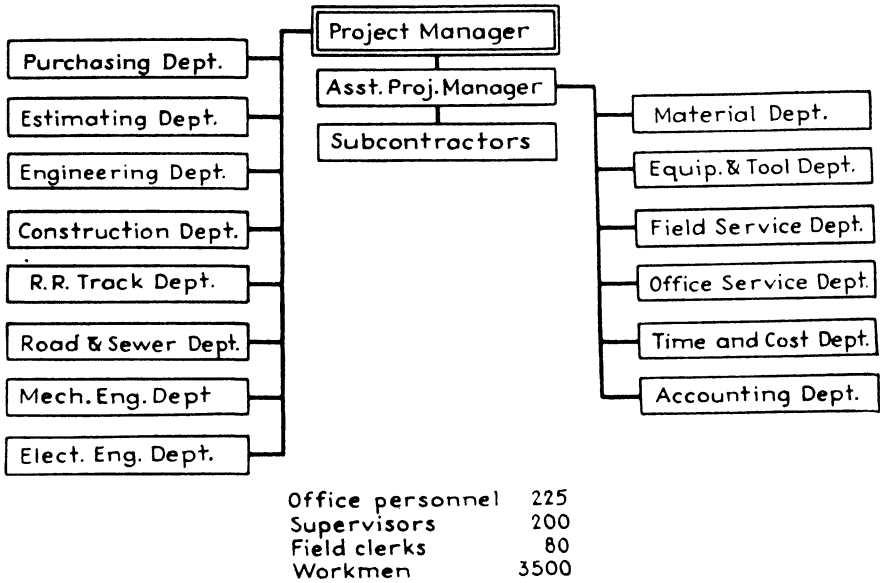 Project Manager
Asst. Proj. Manager
Subcontractors
Purchasing Dept.
Estimating Dept.
Engineering Dept.
Construction Dept.
R.R. Track Dept.
Road & Sewer Dept.
Mech. Eng. Dept
Elect. Eng. Dept.
Material Dept.
Equip. & Tool Dept.
Field Service Dept.
Office Service Dept.
Time and Cost Dept.
Accounting Dept.
Office personnel 225
Supervisors 200
Field clerks 80
Workmen 3500